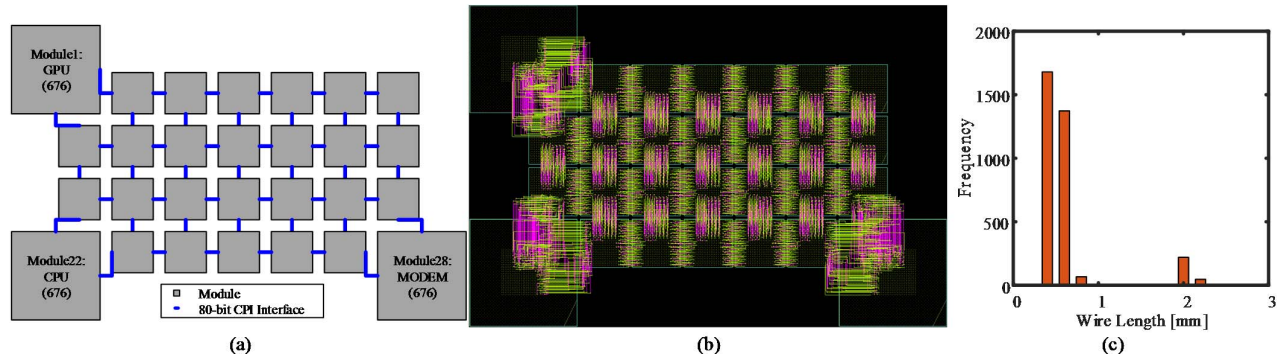 Module1:
GPU
(676)
Module22:
CPU
(676)
Module28:
MODEM
(676)
Module
80-bit CPI Interface
(a)
(b)
2000
1500
1000
500
0
Frequency
0 1 2 3
Wire Length [mm]
(c)